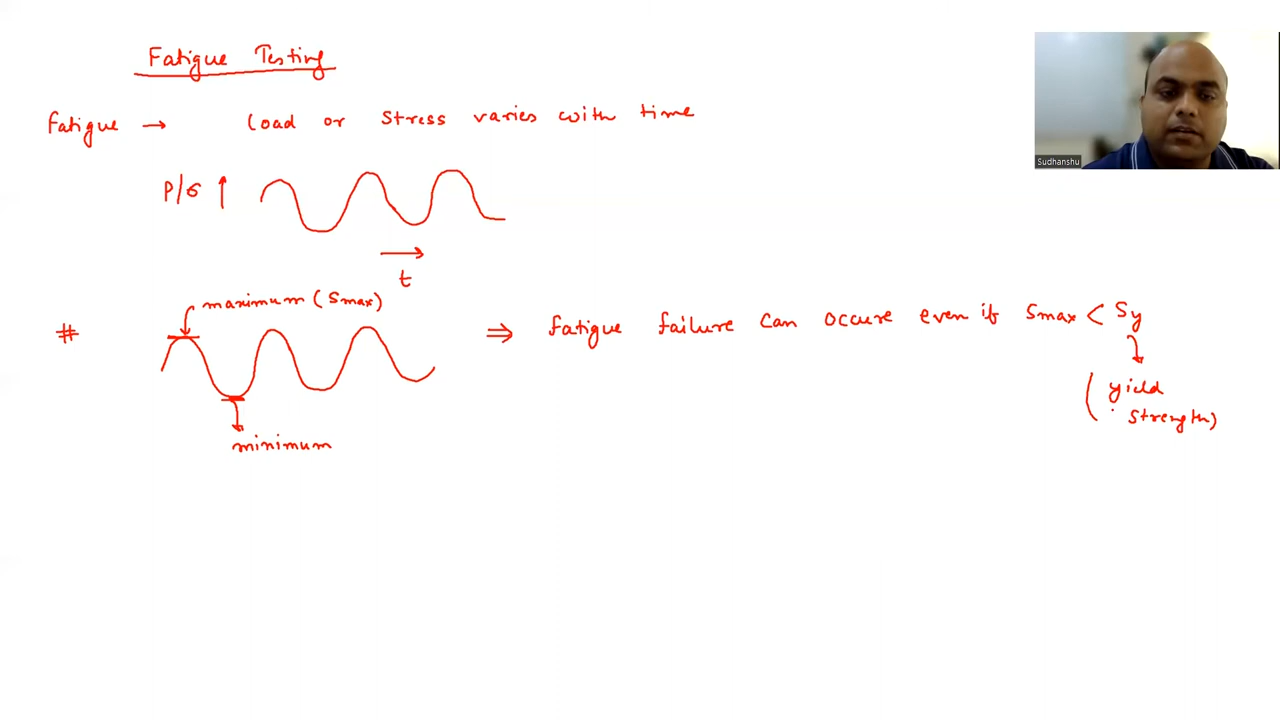 Fatigue Testing
Fatigue → Load or stress varies with time
P/σ ↑
t
maximum (Smax)
# ⇒ Fatigue failure can occure even if Smax < Sy
(yield
strength)
minimum
Sudhanshu